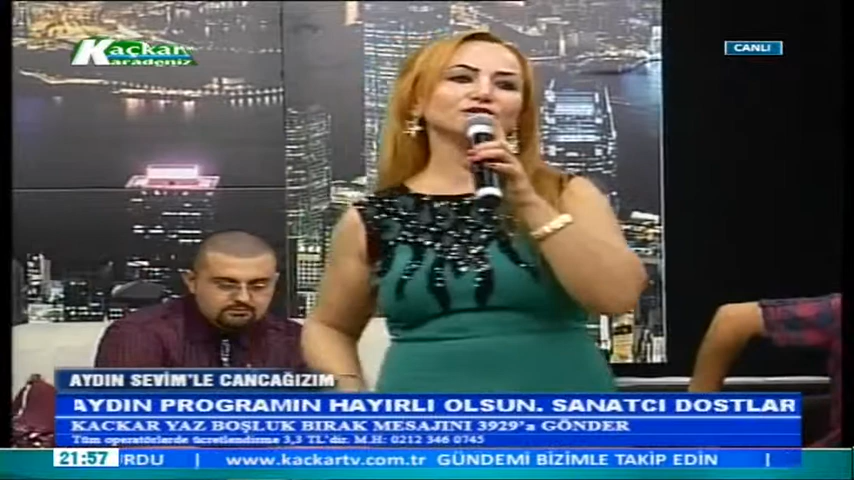 Kaçkar
Karadeniz
CANLI
AYDIN SEVİM'LE CANCAĞIZIM
AYDIN PROGRAMIN HAYIRLI OLSUN. SANATCI DOSTLAR
KACKAR YAZ BOŞLUK BIRAK MESAJINI 3929'a GÖNDER
Tüm operatörlerde ücretlendirme 3,3 TL'dir. M.H: 0212 346 0745
21:57 URDU | www.kackartv.com.tr GÜNDEMİ BİZİMLE TAKİP EDİN |